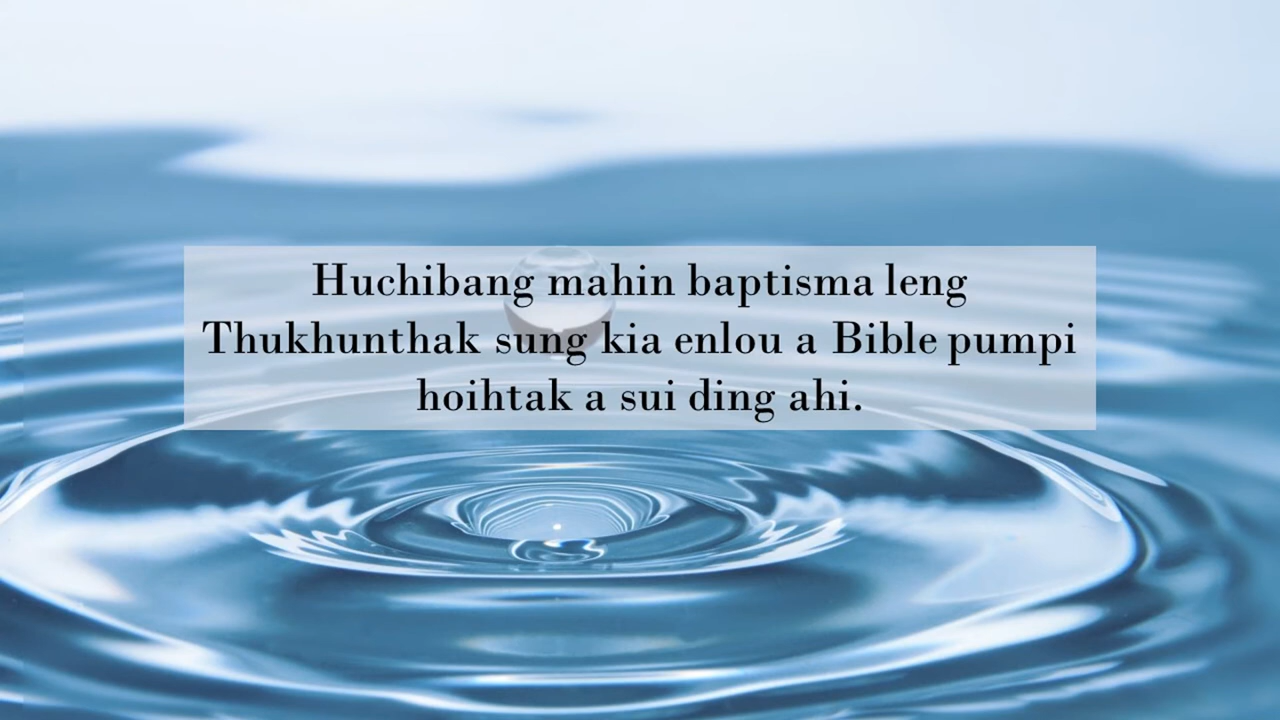 Huchibang mahin baptisma leng
Thukhunthak sung kia enlou a Bible pumpi
hoihtak a sui ding ahi.